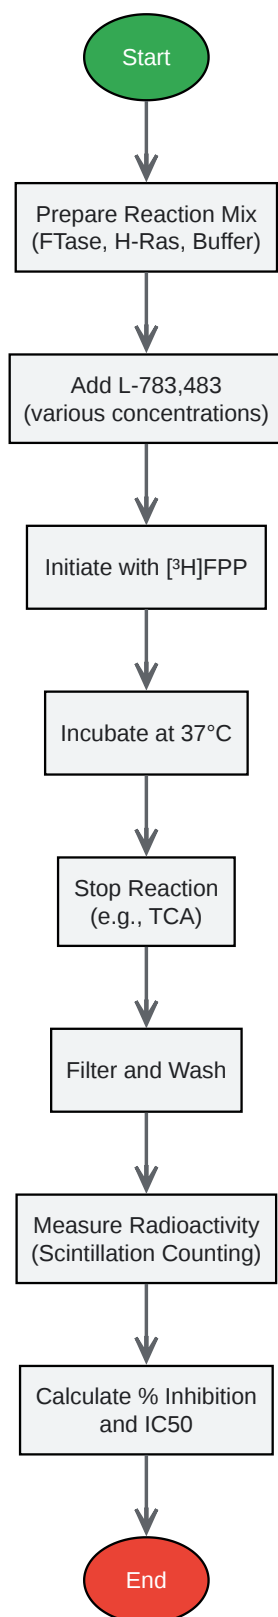 Start
Prepare Reaction Mix
(FTase, H-Ras, Buffer)
Add L-783,483
(various concentrations)
Initiate with [³H]FPP
Incubate at 37°C
Stop Reaction
(e.g., TCA)
Filter and Wash
Measure Radioactivity
(Scintillation Counting)
Calculate % Inhibition
and IC50
End